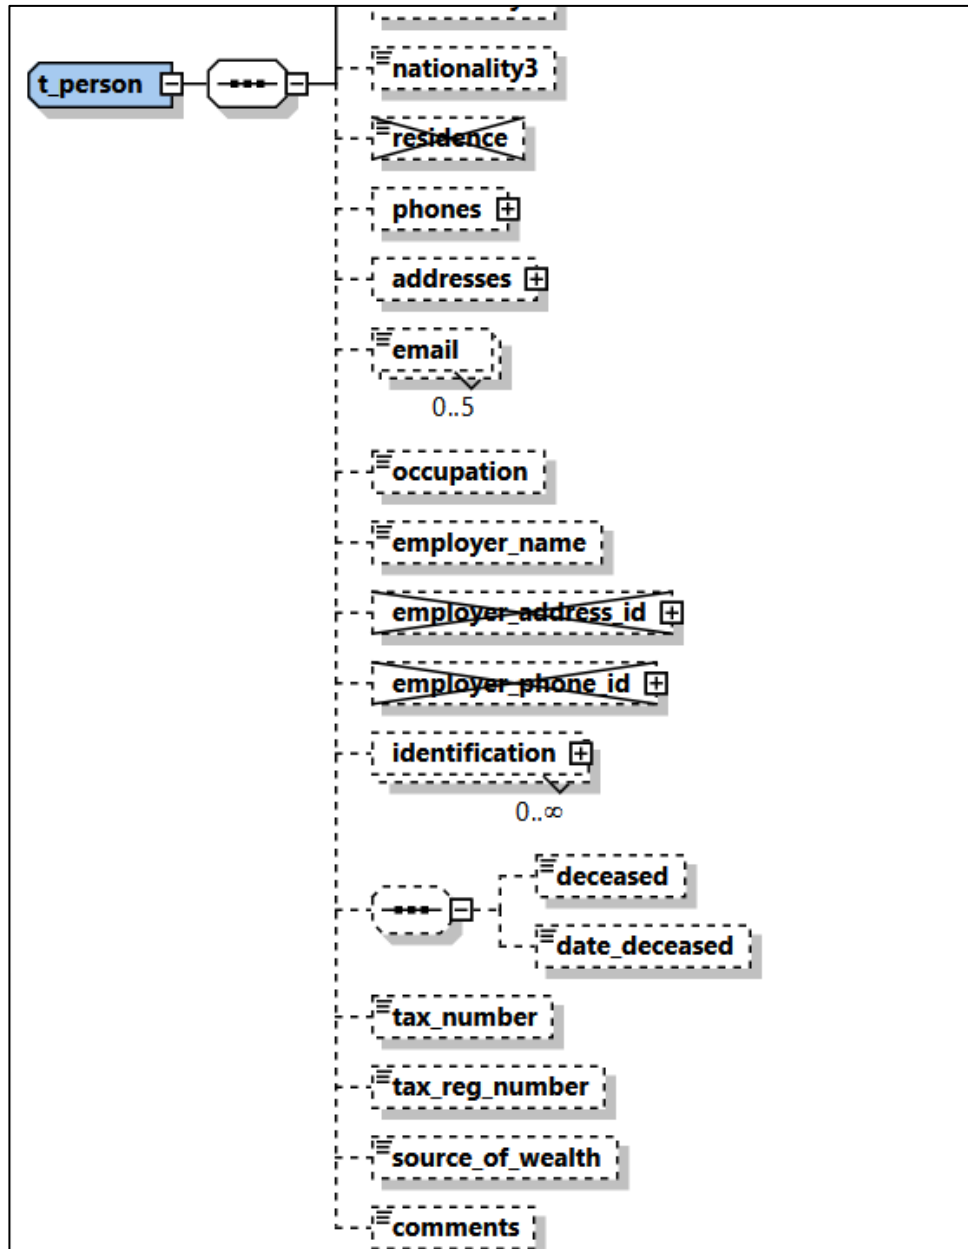 t_person
nationality3
residence
phones
addresses
email
0..5
occupation
employer_name
employer_address_id
employer_phone_id
identification
0..∞
deceased
date_deceased
tax_number
tax_reg_number
source_of_wealth
comments